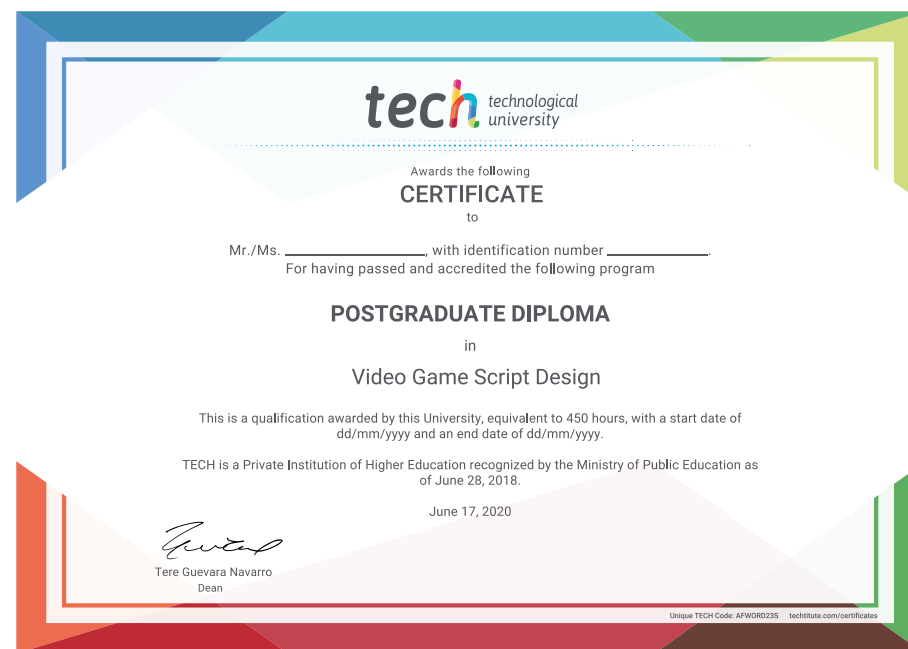 tech technological
university
Awards the following
CERTIFICATE
to
Mr./Ms. ____________________, with identification number ______________.
For having passed and accredited the following program
POSTGRADUATE DIPLOMA
in
Video Game Script Design
This is a qualification awarded by this University, equivalent to 450 hours, with a start date of
dd/mm/yyyy and an end date of dd/mm/yyyy.
TECH is a Private Institution of Higher Education recognized by the Ministry of Public Education as
of June 28, 2018.
June 17, 2020
Tere Guevara Navarro
Dean
Unique TECH Code: AFWORD23S techtitute.com/certificates